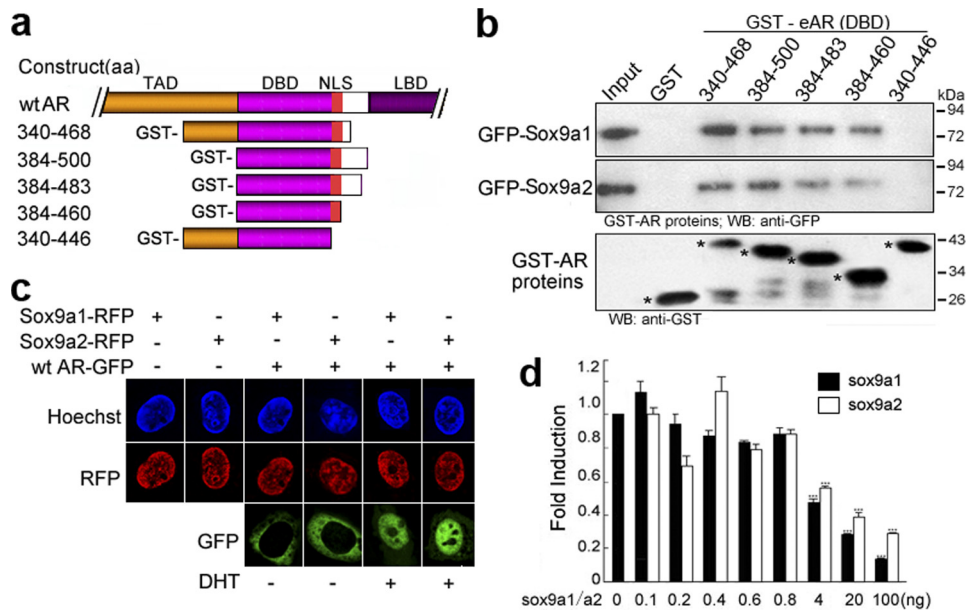 a
Construct(aa)
TAD DBD NLS LBD
wtAR
340-468 GST-
384-500 GST-
384-483 GST-
384-460 GST-
340-446 GST-
b
GST - eAR (DBD)
Input GST 340-468 384-500 384-483 384-460 340-446
kDa
GFP-Sox9a1
94
72
GFP-Sox9a2
94
72
GST-AR proteins; WB: anti-GFP
GST-AR
proteins
43
34
26
* * * * * *
WB: anti-GST
c
Sox9a1-RFP + - + - + -
Sox9a2-RFP - + - + - +
wt AR-GFP - - + + + +
Hoechst
RFP
GFP
DHT - - + +
d
sox9a1
sox9a2
Fold Induction
1.2
1.0
0.8
0.6
0.4
1.2
0
*** *** *** *** *** ***
sox9a1/a2 0 0.1 0.2 0.4 0.6 0.8 4 20 100(ng)